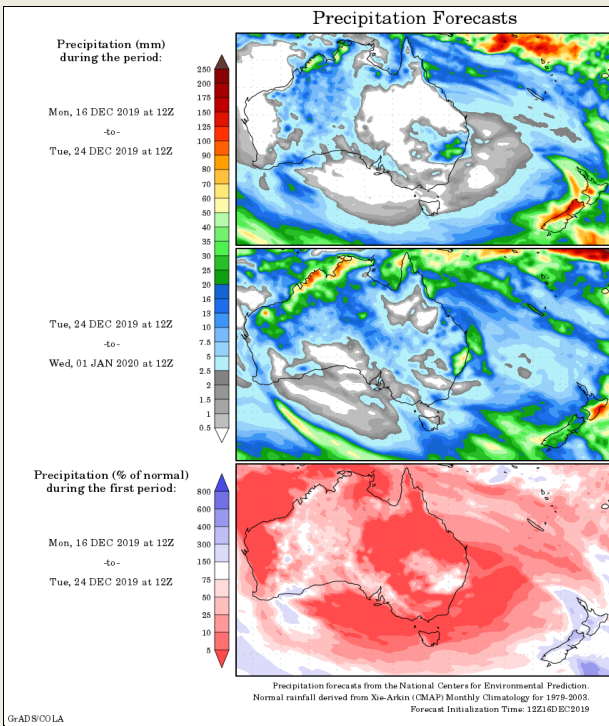 Precipitation Forecasts
Precipitation (mm)
during the period:
Mon, 16 DEC 2019 at 12Z
-to-
Tue, 24 DEC 2019 at 12Z
250
200
175
150
125
100
90
80
70
60
50
40
35
30
25
20
16
13
10
7.5
5
2.5
2
1.5
1
0.5
Tue, 24 DEC 2019 at 12Z
-to-
Wed, 01 JAN 2020 at 12Z
Precipitation (% of normal)
during the first period:
Mon, 16 DEC 2019 at 12Z
-to-
Tue, 24 DEC 2019 at 12Z
800
600
400
300
150
75
50
25
10
5
Precipitation forecasts from the National Centers for Environmental Prediction.
Normal rainfall derived from Xie-Arkin (CMAP) Monthly Climatology for 1979-2003.
Forecast Initialization Time: 12Z16DEC2019
GrADS/COLA